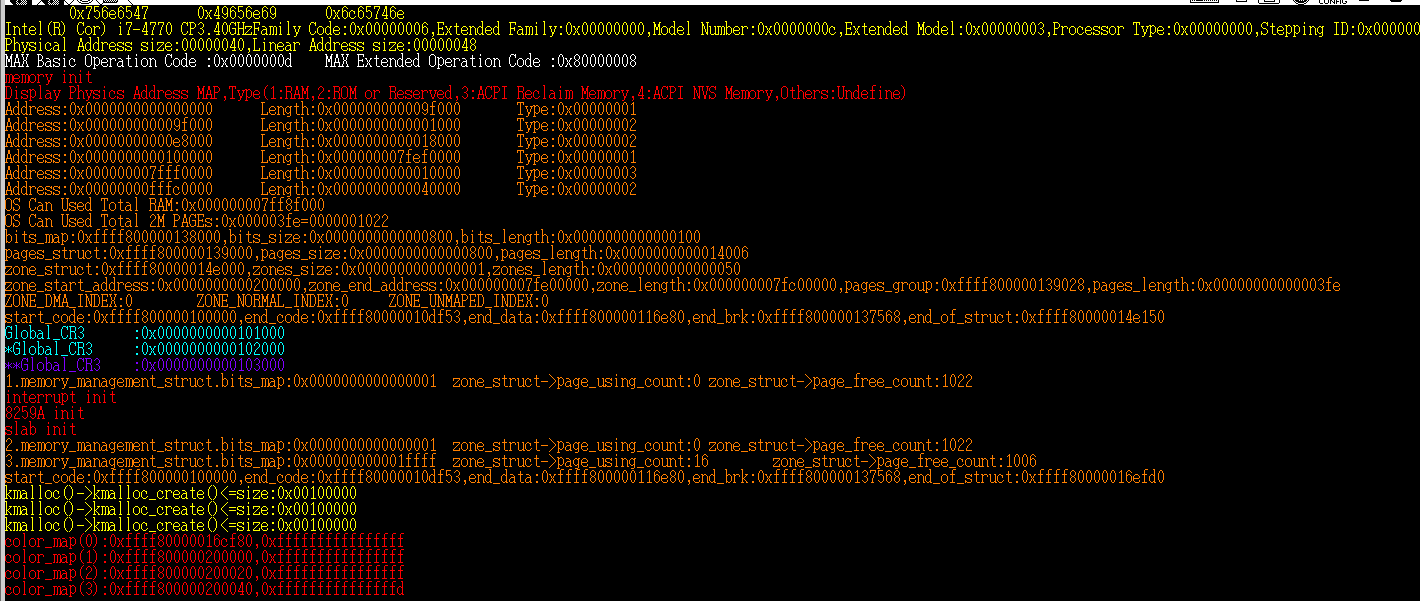 CONFIG
0x756e6547 0x49656e69 0x6c65746e
Intel(R) Cor) i7-4770 CP3.40GHzFamily Code:0x00000006,Extended Family:0x00000000,Model Number:0x0000000c,Extended Model:0x00000003,Processor Type:0x00000000,Stepping ID:0x000000
Physical Address size:00000040,Linear Address size:00000048
MAX Basic Operation Code :0x0000000d MAX Extended Operation Code :0x80000008
memory init
Display Physics Address MAP,Type(1:RAM,2:ROM or Reserved,3:ACPI Reclaim Memory,4:ACPI NVS Memory,Others:Undefine)
Address:0x0000000000000000 Length:0x000000000009f000 Type:0x00000001
Address:0x000000000009f000 Length:0x0000000000001000 Type:0x00000002
Address:0x00000000000e8000 Length:0x0000000000018000 Type:0x00000002
Address:0x0000000000100000 Length:0x000000007fef0000 Type:0x00000001
Address:0x000000007fff0000 Length:0x0000000000010000 Type:0x00000003
Address:0x00000000fffc0000 Length:0x0000000000040000 Type:0x00000002
OS Can Used Total RAM:0x000000007ff8f000
OS Can Used Total 2M PAGEs:0x000003fe=0000001022
bits_map:0xffff800000138000,bits_size:0x0000000000000800,bits_length:0x0000000000000100
pages_struct:0xffff800000139000,pages_size:0x0000000000000800,pages_length:0x0000000000014006
zone_struct:0xffff80000014e000,zones_size:0x0000000000000001,zones_length:0x0000000000000050
zone_start_address:0x0000000000200000,zone_end_address:0x000000007fe00000,zone_length:0x000000007fc00000,pages_group:0xffff800000139028,pages_length:0x00000000000003fe
ZONE_DMA_INDEX:0 ZONE_NORMAL_INDEX:0 ZONE_UNMAPED_INDEX:0
start_code:0xffff800000100000,end_code:0xffff80000010df53,end_data:0xffff800000116e80,end_brk:0xffff800000137568,end_of_struct:0xffff80000014e150
Global_CR3 :0x0000000000101000
*Global_CR3 :0x0000000000102000
**Global_CR3 :0x0000000000103000
1.memory_management_struct.bits_map:0x0000000000000001 zone_struct->page_using_count:0 zone_struct->page_free_count:1022
interrupt init
8259A init
slab init
2.memory_management_struct.bits_map:0x0000000000000001 zone_struct->page_using_count:0 zone_struct->page_free_count:1022
3.memory_management_struct.bits_map:0x000000000001ffff zone_struct->page_using_count:16 zone_struct->page_free_count:1006
start_code:0xffff800000100000,end_code:0xffff80000010df53,end_data:0xffff800000116e80,end_brk:0xffff800000137568,end_of_struct:0xffff80000016efd0
kmalloc()->kmalloc_create()<=size:0x00100000
kmalloc()->kmalloc_create()<=size:0x00100000
kmalloc()->kmalloc_create()<=size:0x00100000
color_map(0):0xffff80000016cf80,0xffffffffffffffff
color_map(1):0xffff800000200000,0xffffffffffffffff
color_map(2):0xffff800000200020,0xffffffffffffffff
color_map(3):0xffff800000200040,0xfffffffffffffffd